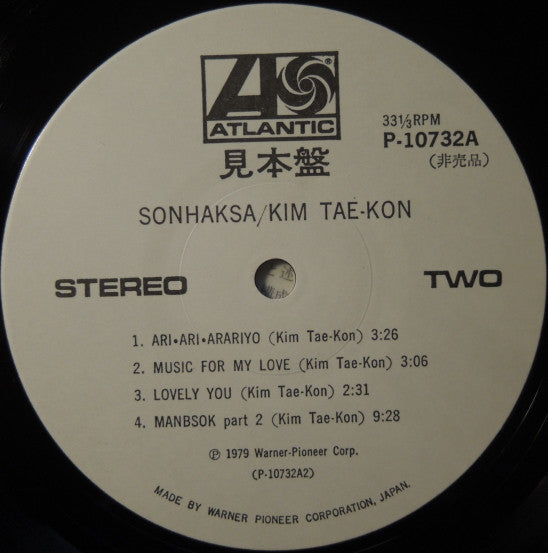 ATLANTIC
見本盤
33⅓RPM
P-10732A
(非売品)
SONHAKSA/KIM TAE-KON
STEREO
TWO
1. ARI•ARI•ARARIYO (Kim Tae-Kon) 3:26
2. MUSIC FOR MY LOVE (Kim Tae-Kon) 3:06
3. LOVELY YOU (Kim Tae-Kon) 2:31
4. MANBSOK part 2 (Kim Tae-Kon) 9:28
Ⓟ 1979 Warner-Pioneer Corp.
(P-10732A2)
MADE BY WARNER PIONEER CORPORATION, JAPAN.